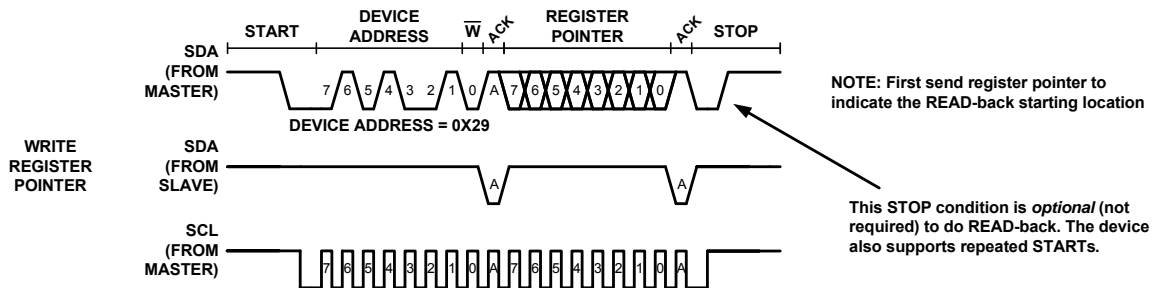 START
DEVICE
ADDRESS
W
ACK
REGISTER
POINTER
ACK
STOP
SDA
(FROM
MASTER)
7 6 5 4 3 2 1 0 A 7 6 5 4 3 2 1 0
DEVICE ADDRESS = 0X29
NOTE: First send register pointer to
indicate the READ-back starting location
WRITE
REGISTER
POINTER
SDA
(FROM
SLAVE)
A A
This STOP condition is optional (not
required) to do READ-back. The device
also supports repeated STARTs.
SCL
(FROM
MASTER)
7 6 5 4 3 2 1 0 A 7 6 5 4 3 2 1 0 A